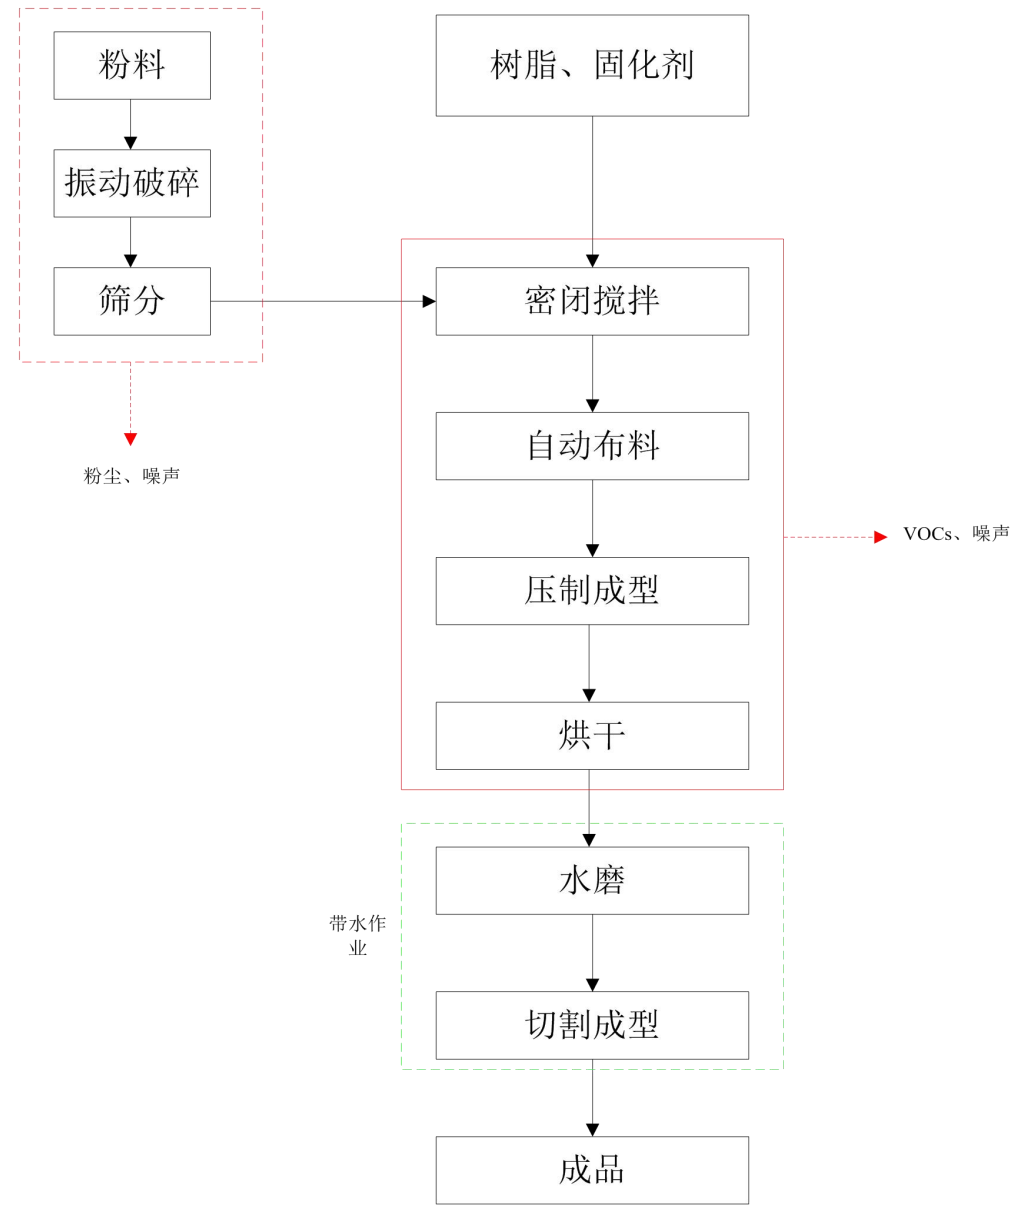 粉料
树脂、固化剂
振动破碎
筛分
密闭搅拌
自动布料
粉尘、噪声
VOCs、噪声
压制成型
烘干
水磨
带水作
业
切割成型
成品